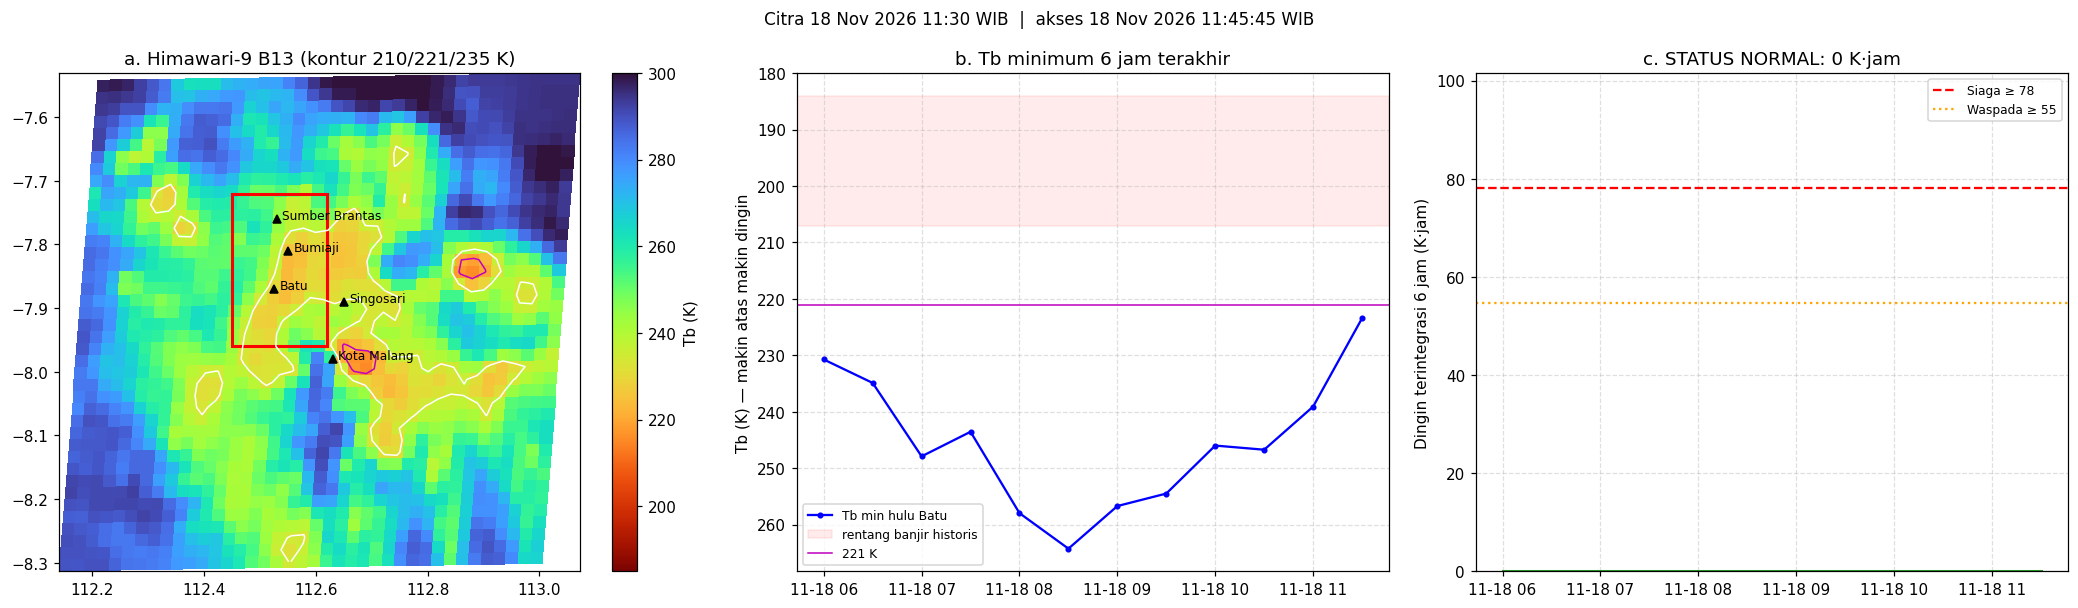 Citra 18 Nov 2026 11:30 WIB  |  akses 18 Nov 2026 11:45:45 WIB
a. Himawari-9 B13 (kontur 210/221/235 K)
−7.6
−7.7
−7.8
−7.9
−8.0
−8.1
−8.2
−8.3
112.2
112.4
112.6
112.8
113.0
Sumber Brantas
Bumiaji
Batu
Singosari
Kota Malang
300
280
260
240
220
200
Tb (K)
b. Tb minimum 6 jam terakhir
Tb (K) — makin atas makin dingin
180
190
200
210
220
230
240
250
260
Tb min hulu Batu
rentang banjir historis
221 K
11-18 06
11-18 07
11-18 08
11-18 09
11-18 10
11-18 11
c. STATUS NORMAL: 0 K·jam
Dingin terintegrasi 6 jam (K·jam)
100
80
60
40
20
0
Siaga ≥ 78
Waspada ≥ 55
11-18 06
11-18 07
11-18 08
11-18 09
11-18 10
11-18 11